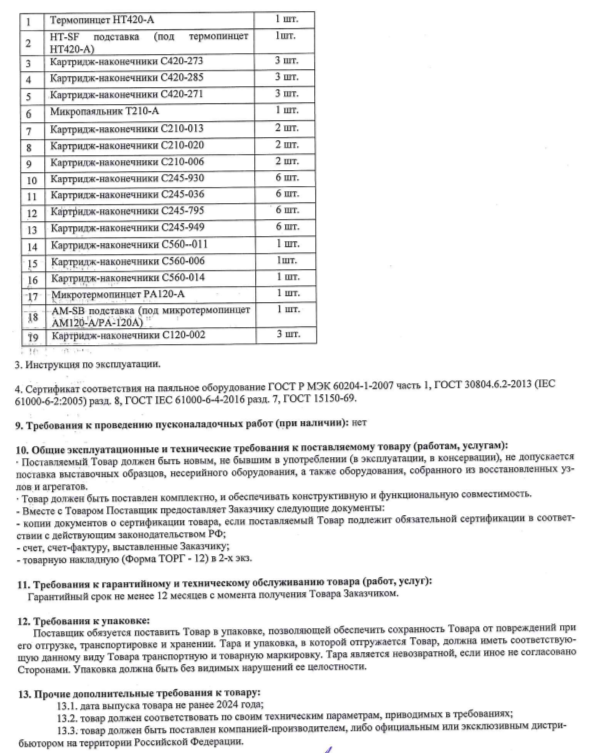 1 Термопинцет HT420-A 1 шт.
2 HT-SF подставка (под термопинцет 1шт.
HT420-A)
3 Картридж-наконечники C420-273 3 шт.
4 Картридж-наконечники C420-285 3 шт.
5 Картридж-наконечники C420-271 3 шт.
6 Микропаяльник T210-A 1 шт.
7 Картридж-наконечники C210-013 2 шт.
8 Картридж-наконечники C210-020 2 шт.
9 Картридж-наконечники C210-006 2 шт.
10 Картридж-наконечники C245-930 6 шт.
11 Картридж-наконечники C245-036 6 шт.
12 Картридж-наконечники C245-795 6 шт.
13 Картридж-наконечники C245-949 6 шт.
14 Картридж-наконечники C560--011 1 шт.
15 Картридж-наконечники C560-006 1шт.
16 Картридж-наконечники C560-014 1 шт.
17 Микротермопинцет PA120-A 1 шт.
18 AM-SB подставка (под микротермопинцет 1 шт.
AM120-A/PA-120A)
19 Картридж-наконечники C120-002 3 шт.
3. Инструкция по эксплуатации.
4. Сертификат соответствия на паяльное оборудование ГОСТ Р МЭК 60204-1-2007 часть 1, ГОСТ 30804.6.2-2013 (IEC
61000-6-2:2005) разд. 8, ГОСТ IEC 61000-6-4-2016 разд. 7, ГОСТ 15150-69.
9. Требования к проведению пусконаладочных работ (при наличии): нет
10. Общие эксплуатационные и технические требования к поставляемому товару (работам, услугам):
· Поставляемый Товар должен быть новым, не бывшим в употреблении (в эксплуатации, в консервации), не допускается
поставка выставочных образцов, несерийного оборудования, а также оборудования, собранного из восстановленных уз-
лов и агрегатов.
· Товар должен быть поставлен комплектно, и обеспечивать конструктивную и функциональную совместимость.
- Вместе с Товаром Поставщик предоставляет Заказчику следующие документы:
- копии документов о сертификации товара, если поставляемый Товар подлежит обязательной сертификации в соответ-
ствии с действующим законодательством РФ;
- счет, счет-фактуру, выставленные Заказчику;
- товарную накладную (Форма ТОРГ - 12) в 2-х экз.
11. Требования к гарантийному и техническому обслуживанию товара (работ, услуг):
Гарантийный срок не менее 12 месяцев с момента получения Товара Заказчиком.
12. Требования к упаковке:
Поставщик обязуется поставить Товар в упаковке, позволяющей обеспечить сохранность Товара от повреждений при
его отгрузке, транспортировке и хранении. Тара и упаковка, в которой отгружается Товар, должна иметь соответствую-
щую данному виду Товара транспортную и товарную маркировку. Тара является невозвратной, если иное не согласовано
Сторонами. Упаковка должна быть без видимых нарушений ее целостности.
13. Прочие дополнительные требования к товару:
13.1. дата выпуска товара не ранее 2024 года;
13.2. товар должен соответствовать по своим техническим параметрам, приводимых в требованиях;
13.3. товар должен быть поставлен компанией-производителем, либо официальным или эксклюзивным дистри-
бьютором на территории Российской Федерации.